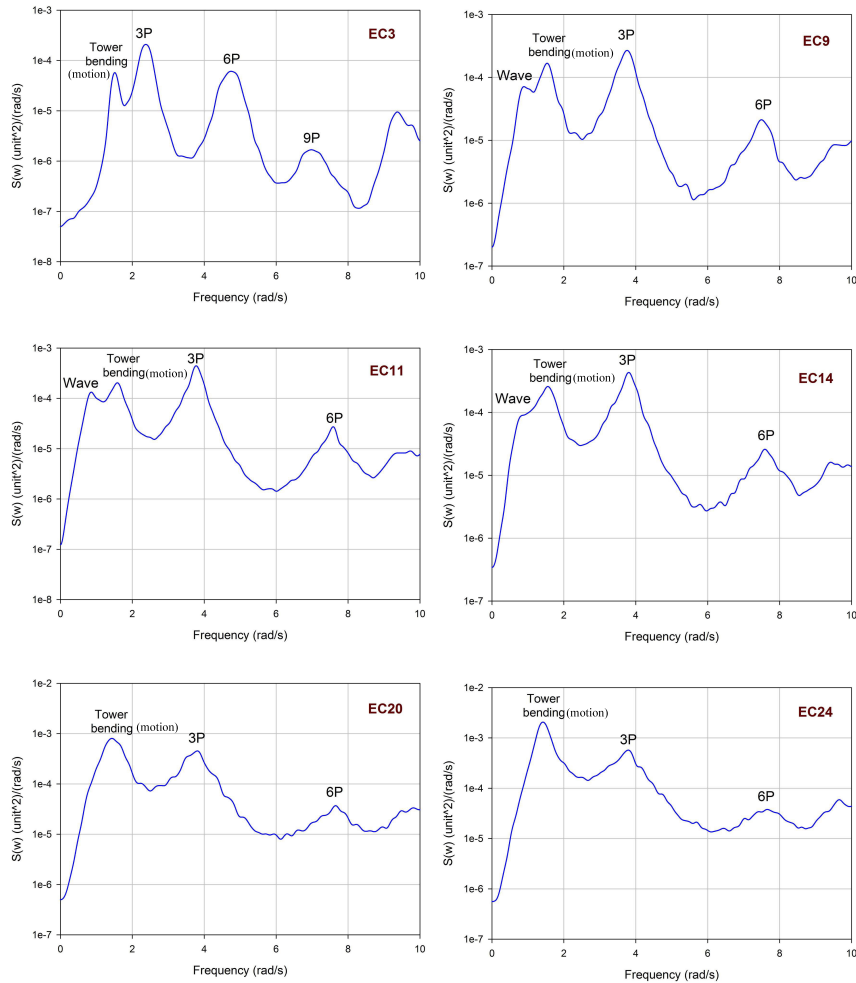 EC3
3P
Tower
bending(motion)
6P
9P
1e-3
1e-4
1e-5
1e-6
1e-7
1e-8
S(w) (unit^2)/(rad/s)
0 2 4 6 8 10
Frequency (rad/s)
EC9
3P
Tower
bending(motion)
Wave
6P
1e-3
1e-4
1e-5
1e-6
1e-7
S(w) (unit^2)/(rad/s)
0 2 4 6 8 10
Frequency (rad/s)
EC11
3P
Tower
bending(motion)
Wave
6P
1e-3
1e-4
1e-5
1e-6
1e-7
1e-8
S(w) (unit^2)/(rad/s)
0 2 4 6 8 10
Frequency (rad/s)
EC14
3P
Tower
bending(motion)
Wave
6P
1e-3
1e-4
1e-5
1e-6
1e-7
S(w) (unit^2)/(rad/s)
0 2 4 6 8 10
Frequency (rad/s)
EC20
Tower
bending (motion)
3P
6P
1e-2
1e-3
1e-4
1e-5
1e-6
1e-7
S(w) (unit^2)/(rad/s)
0 2 4 6 8 10
Frequency (rad/s)
EC24
Tower
bending(motion)
3P
6P
1e-2
1e-3
1e-4
1e-5
1e-6
1e-7
S(w) (unit^2)/(rad/s)
0 2 4 6 8 10
Frequency (rad/s)